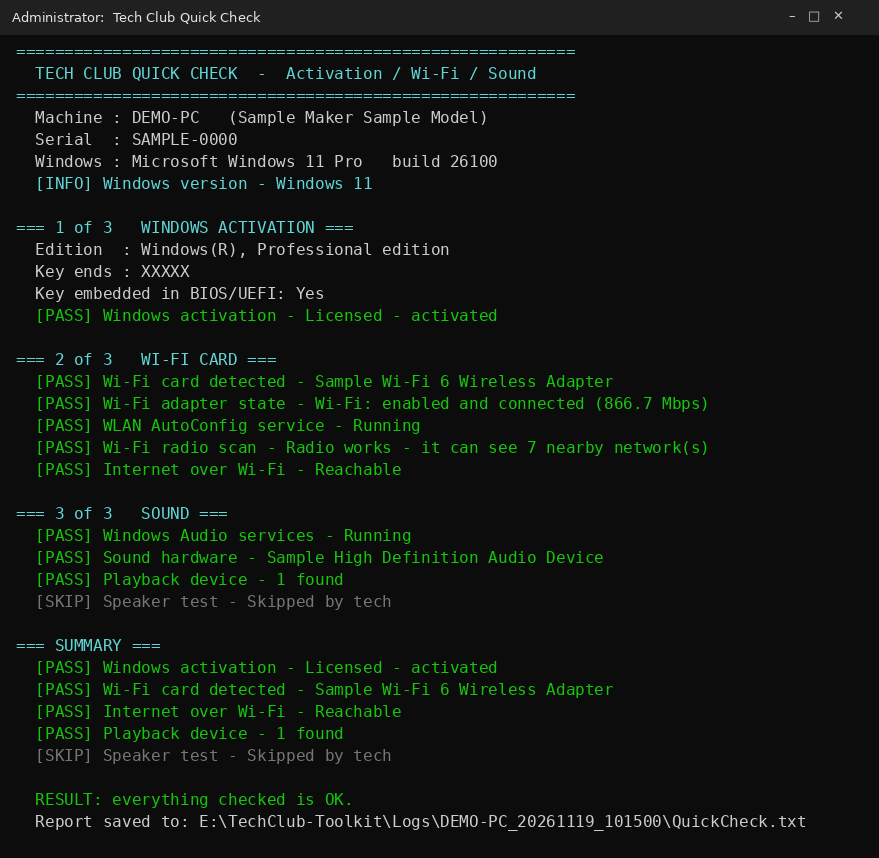 Administrator:  Tech Club Quick Check
==========================================================
  TECH CLUB QUICK CHECK  -  Activation / Wi-Fi / Sound
==========================================================
  Machine : DEMO-PC   (Sample Maker Sample Model)
  Serial  : SAMPLE-0000
  Windows : Microsoft Windows 11 Pro   build 26100
  [INFO] Windows version - Windows 11

=== 1 of 3   WINDOWS ACTIVATION ===
  Edition  : Windows(R), Professional edition
  Key ends : XXXXX
  Key embedded in BIOS/UEFI: Yes
  [PASS] Windows activation - Licensed - activated

=== 2 of 3   WI-FI CARD ===
  [PASS] Wi-Fi card detected - Sample Wi-Fi 6 Wireless Adapter
  [PASS] Wi-Fi adapter state - Wi-Fi: enabled and connected (866.7 Mbps)
  [PASS] WLAN AutoConfig service - Running
  [PASS] Wi-Fi radio scan - Radio works - it can see 7 nearby network(s)
  [PASS] Internet over Wi-Fi - Reachable

=== 3 of 3   SOUND ===
  [PASS] Windows Audio services - Running
  [PASS] Sound hardware - Sample High Definition Audio Device
  [PASS] Playback device - 1 found
  [SKIP] Speaker test - Skipped by tech

=== SUMMARY ===
  [PASS] Windows activation - Licensed - activated
  [PASS] Wi-Fi card detected - Sample Wi-Fi 6 Wireless Adapter
  [PASS] Internet over Wi-Fi - Reachable
  [PASS] Playback device - 1 found
  [SKIP] Speaker test - Skipped by tech

  RESULT: everything checked is OK.
  Report saved to: E:\TechClub-Toolkit\Logs\DEMO-PC_20261119_101500\QuickCheck.txt